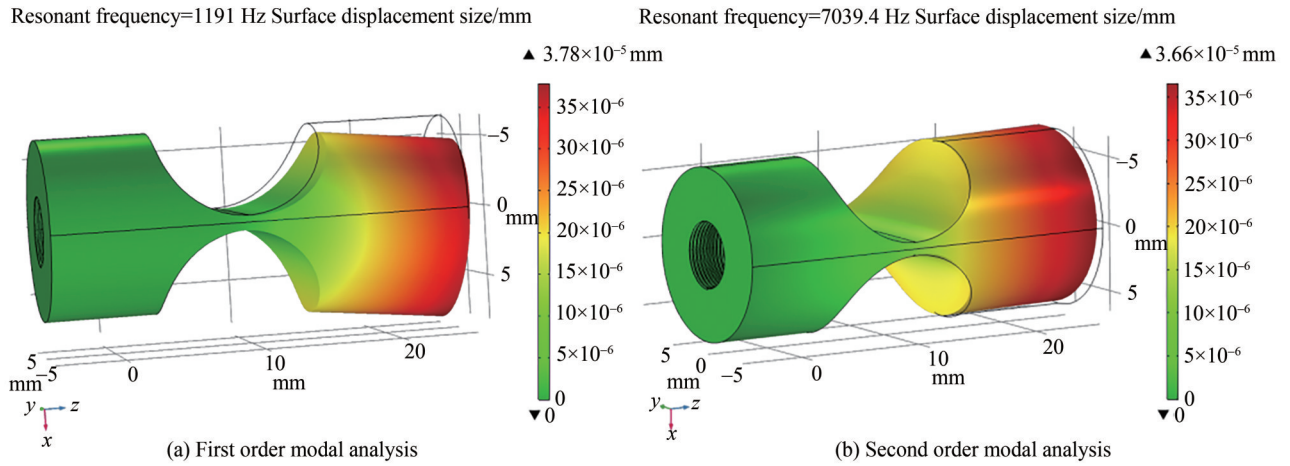 Resonant frequency=1191 Hz Surface displacement size/mm
▲ 3.78×10⁻⁵ mm
35×10⁻⁶
30×10⁻⁶
25×10⁻⁶
20×10⁻⁶
15×10⁻⁶
10×10⁻⁶
5×10⁻⁶
0
▼ 0
−5
0
mm
5
5
mm −5
0
10
mm
20
y z
x
(a) First order modal analysis
Resonant frequency=7039.4 Hz Surface displacement size/mm
▲ 3.66×10⁻⁵ mm
35×10⁻⁶
30×10⁻⁶
25×10⁻⁶
20×10⁻⁶
15×10⁻⁶
10×10⁻⁶
5×10⁻⁶
0
▼ 0
−5
0
mm
5
5
0
mm −5
0
10
mm
20
y z
x
(b) Second order modal analysis